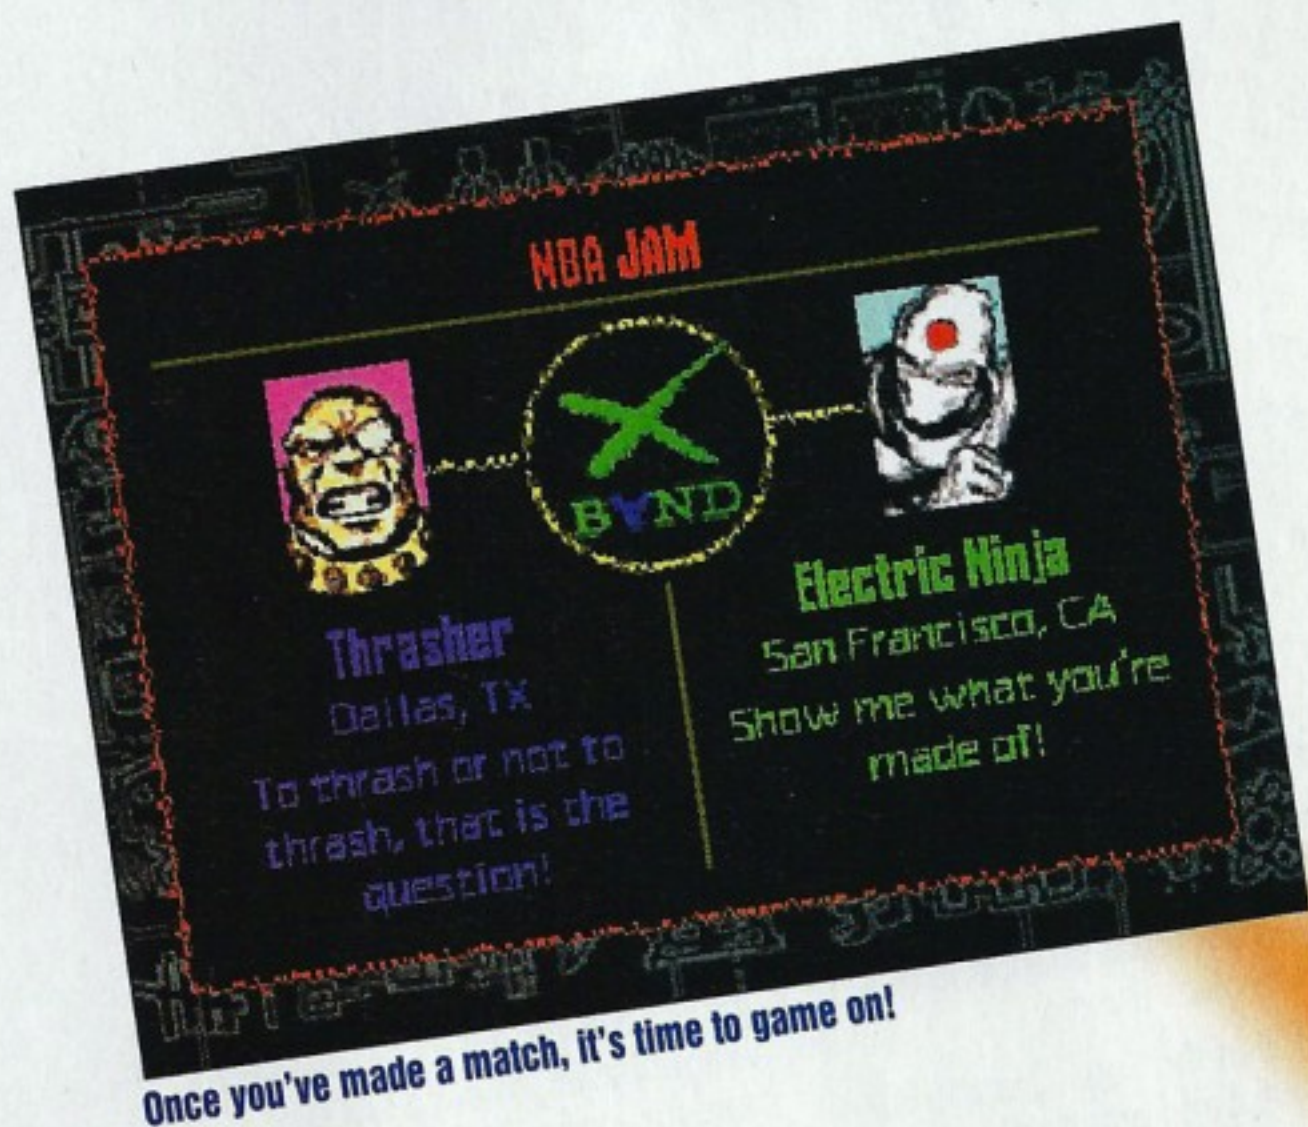 NBA JAM
X
BAND
Thrasher
Dallas, TX
To thrash or not to
thrash, that is the
question!
Electric Ninja
San Francisco, CA
Show me what you're
made of!
Once you've made a match, it's time to game on!